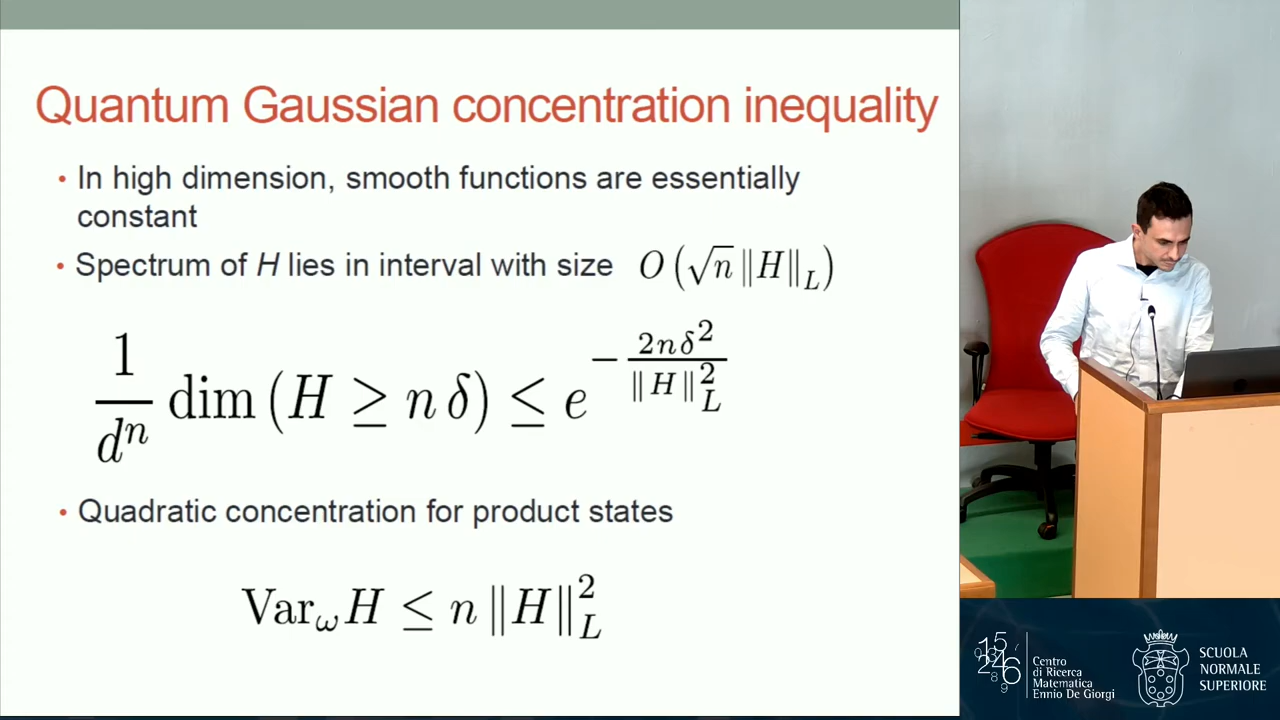 Quantum Gaussian concentration inequality
• In high dimension, smooth functions are essentially
constant
• Spectrum of H lies in interval with size O(√n ‖H‖_L)
1/d^n dim (H ≥ n δ) ≤ e^{−2nδ²/‖H‖²_L}
• Quadratic concentration for product states
Var_ω H ≤ n ‖H‖²_L
Centro
di Ricerca
Matematica
Ennio De Giorgi
SCUOLA
NORMALE
SUPERIORE